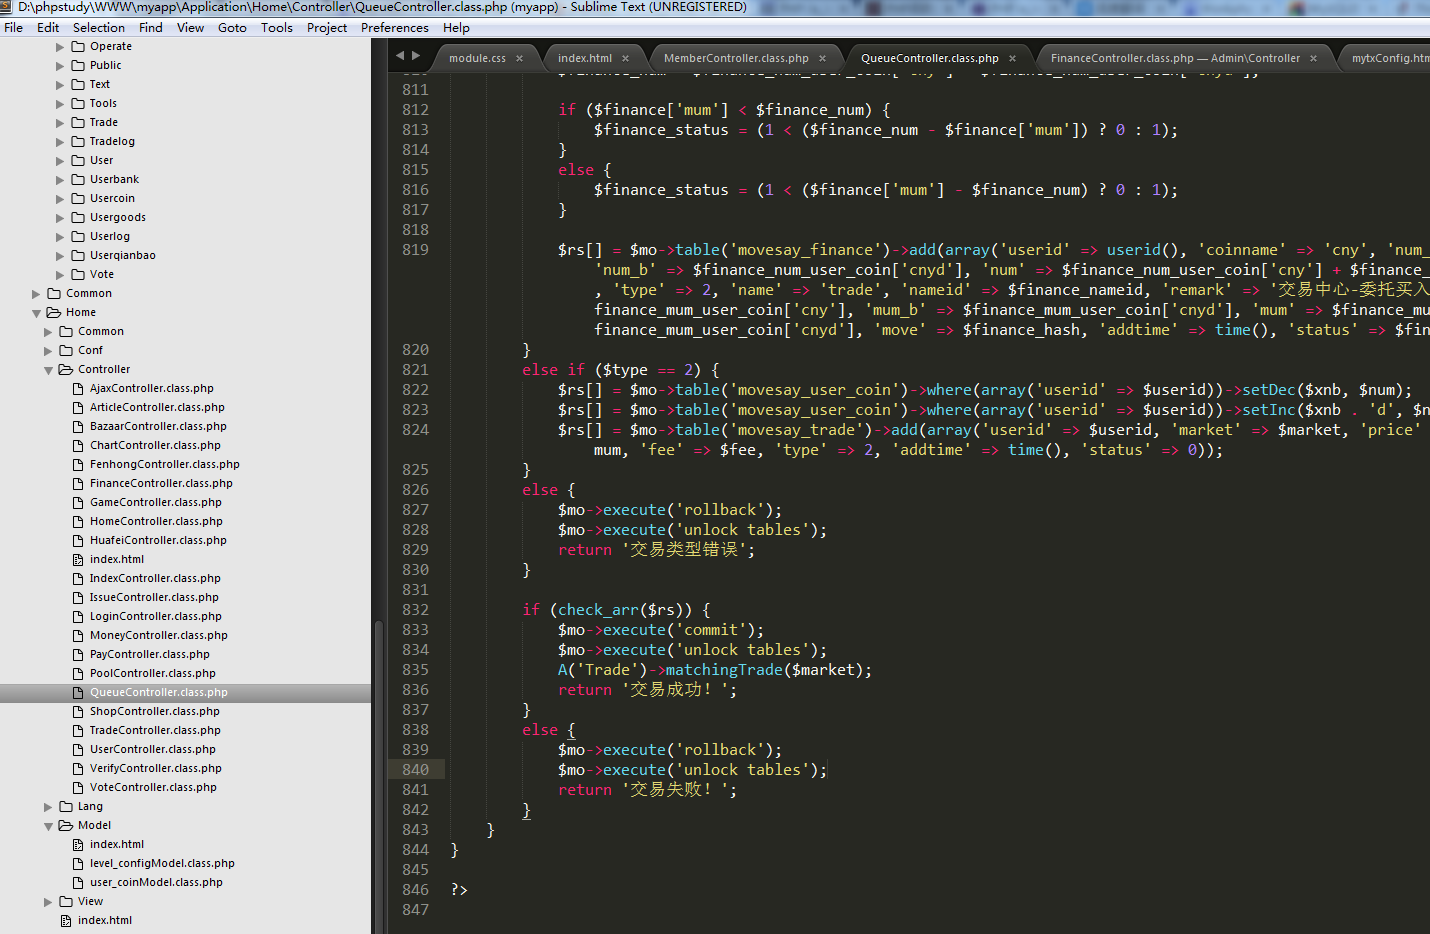 D:\phpstudy\WWW\myapp\Application\Home\Controller\QueueController.class.php (myapp) - Sublime Text (UNREGISTERED)
File Edit Selection Find View Goto Tools Project Preferences Help
Operate
Public
Text
Tools
Trade
Tradelog
User
Userbank
Usercoin
Usergoods
Userlog
Userqianbao
Vote
Common
Home
Common
Conf
Controller
AjaxController.class.php
ArticleController.class.php
BazaarController.class.php
ChartController.class.php
FenhongController.class.php
FinanceController.class.php
GameController.class.php
HomeController.class.php
HuafeiController.class.php
index.html
IndexController.class.php
IssueController.class.php
LoginController.class.php
MoneyController.class.php
PayController.class.php
PoolController.class.php
QueueController.class.php
ShopController.class.php
TradeController.class.php
UserController.class.php
VerifyController.class.php
VoteController.class.php
Lang
Model
index.html
level_configModel.class.php
user_coinModel.class.php
View
index.html
module.css × index.html × MemberController.class.php × QueueController.class.php × FinanceController.class.php — Admin\Controller × mytxConfig.htm
811
812 if ($finance['mum'] < $finance_num) {
813 $finance_status = (1 < ($finance_num - $finance['mum']) ? 0 : 1);
814 }
815 else {
816 $finance_status = (1 < ($finance['mum'] - $finance_num) ? 0 : 1);
817 }
818
819 $rs[] = $mo->table('movesay_finance')->add(array('userid' => userid(), 'coinname' => 'cny', 'num_
'num_b' => $finance_num_user_coin['cnyd'], 'num' => $finance_num_user_coin['cny'] + $finance_
, 'type' => 2, 'name' => 'trade', 'nameid' => $finance_nameid, 'remark' => '交易中心-委托买入
finance_mum_user_coin['cny'], 'mum_b' => $finance_mum_user_coin['cnyd'], 'mum' => $finance_mu
finance_mum_user_coin['cnyd'], 'move' => $finance_hash, 'addtime' => time(), 'status' => $fin
820 }
821 else if ($type == 2) {
822 $rs[] = $mo->table('movesay_user_coin')->where(array('userid' => $userid))->setDec($xnb, $num);
823 $rs[] = $mo->table('movesay_user_coin')->where(array('userid' => $userid))->setInc($xnb . 'd', $n
824 $rs[] = $mo->table('movesay_trade')->add(array('userid' => $userid, 'market' => $market, 'price'
mum, 'fee' => $fee, 'type' => 2, 'addtime' => time(), 'status' => 0));
825 }
826 else {
827 $mo->execute('rollback');
828 $mo->execute('unlock tables');
829 return '交易类型错误';
830 }
831
832 if (check_arr($rs)) {
833 $mo->execute('commit');
834 $mo->execute('unlock tables');
835 A('Trade')->matchingTrade($market);
836 return '交易成功！';
837 }
838 else {
839 $mo->execute('rollback');
840 $mo->execute('unlock tables');
841 return '交易失败！';
842 }
843 }
844 }
845
846 ?>
847